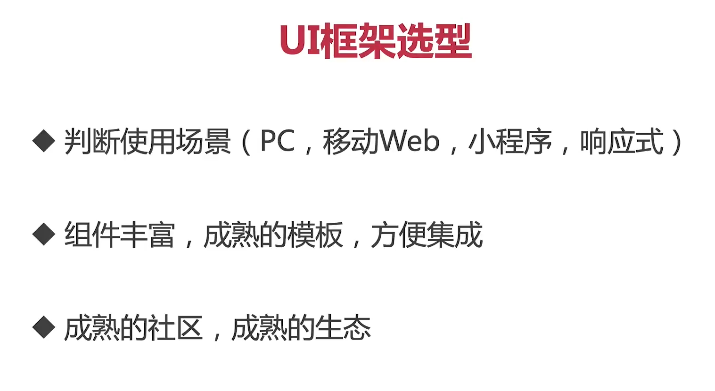 UI框架选型
◆ 判断使用场景（PC，移动Web，小程序，响应式）
◆ 组件丰富，成熟的模板，方便集成
◆ 成熟的社区，成熟的生态